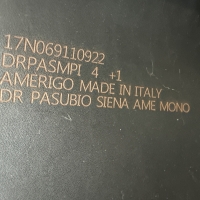 17N069110922
DRPASMPI 4 +1
AMERIGO MADE IN ITALY
DR PASUBIO SIENA AME MONO